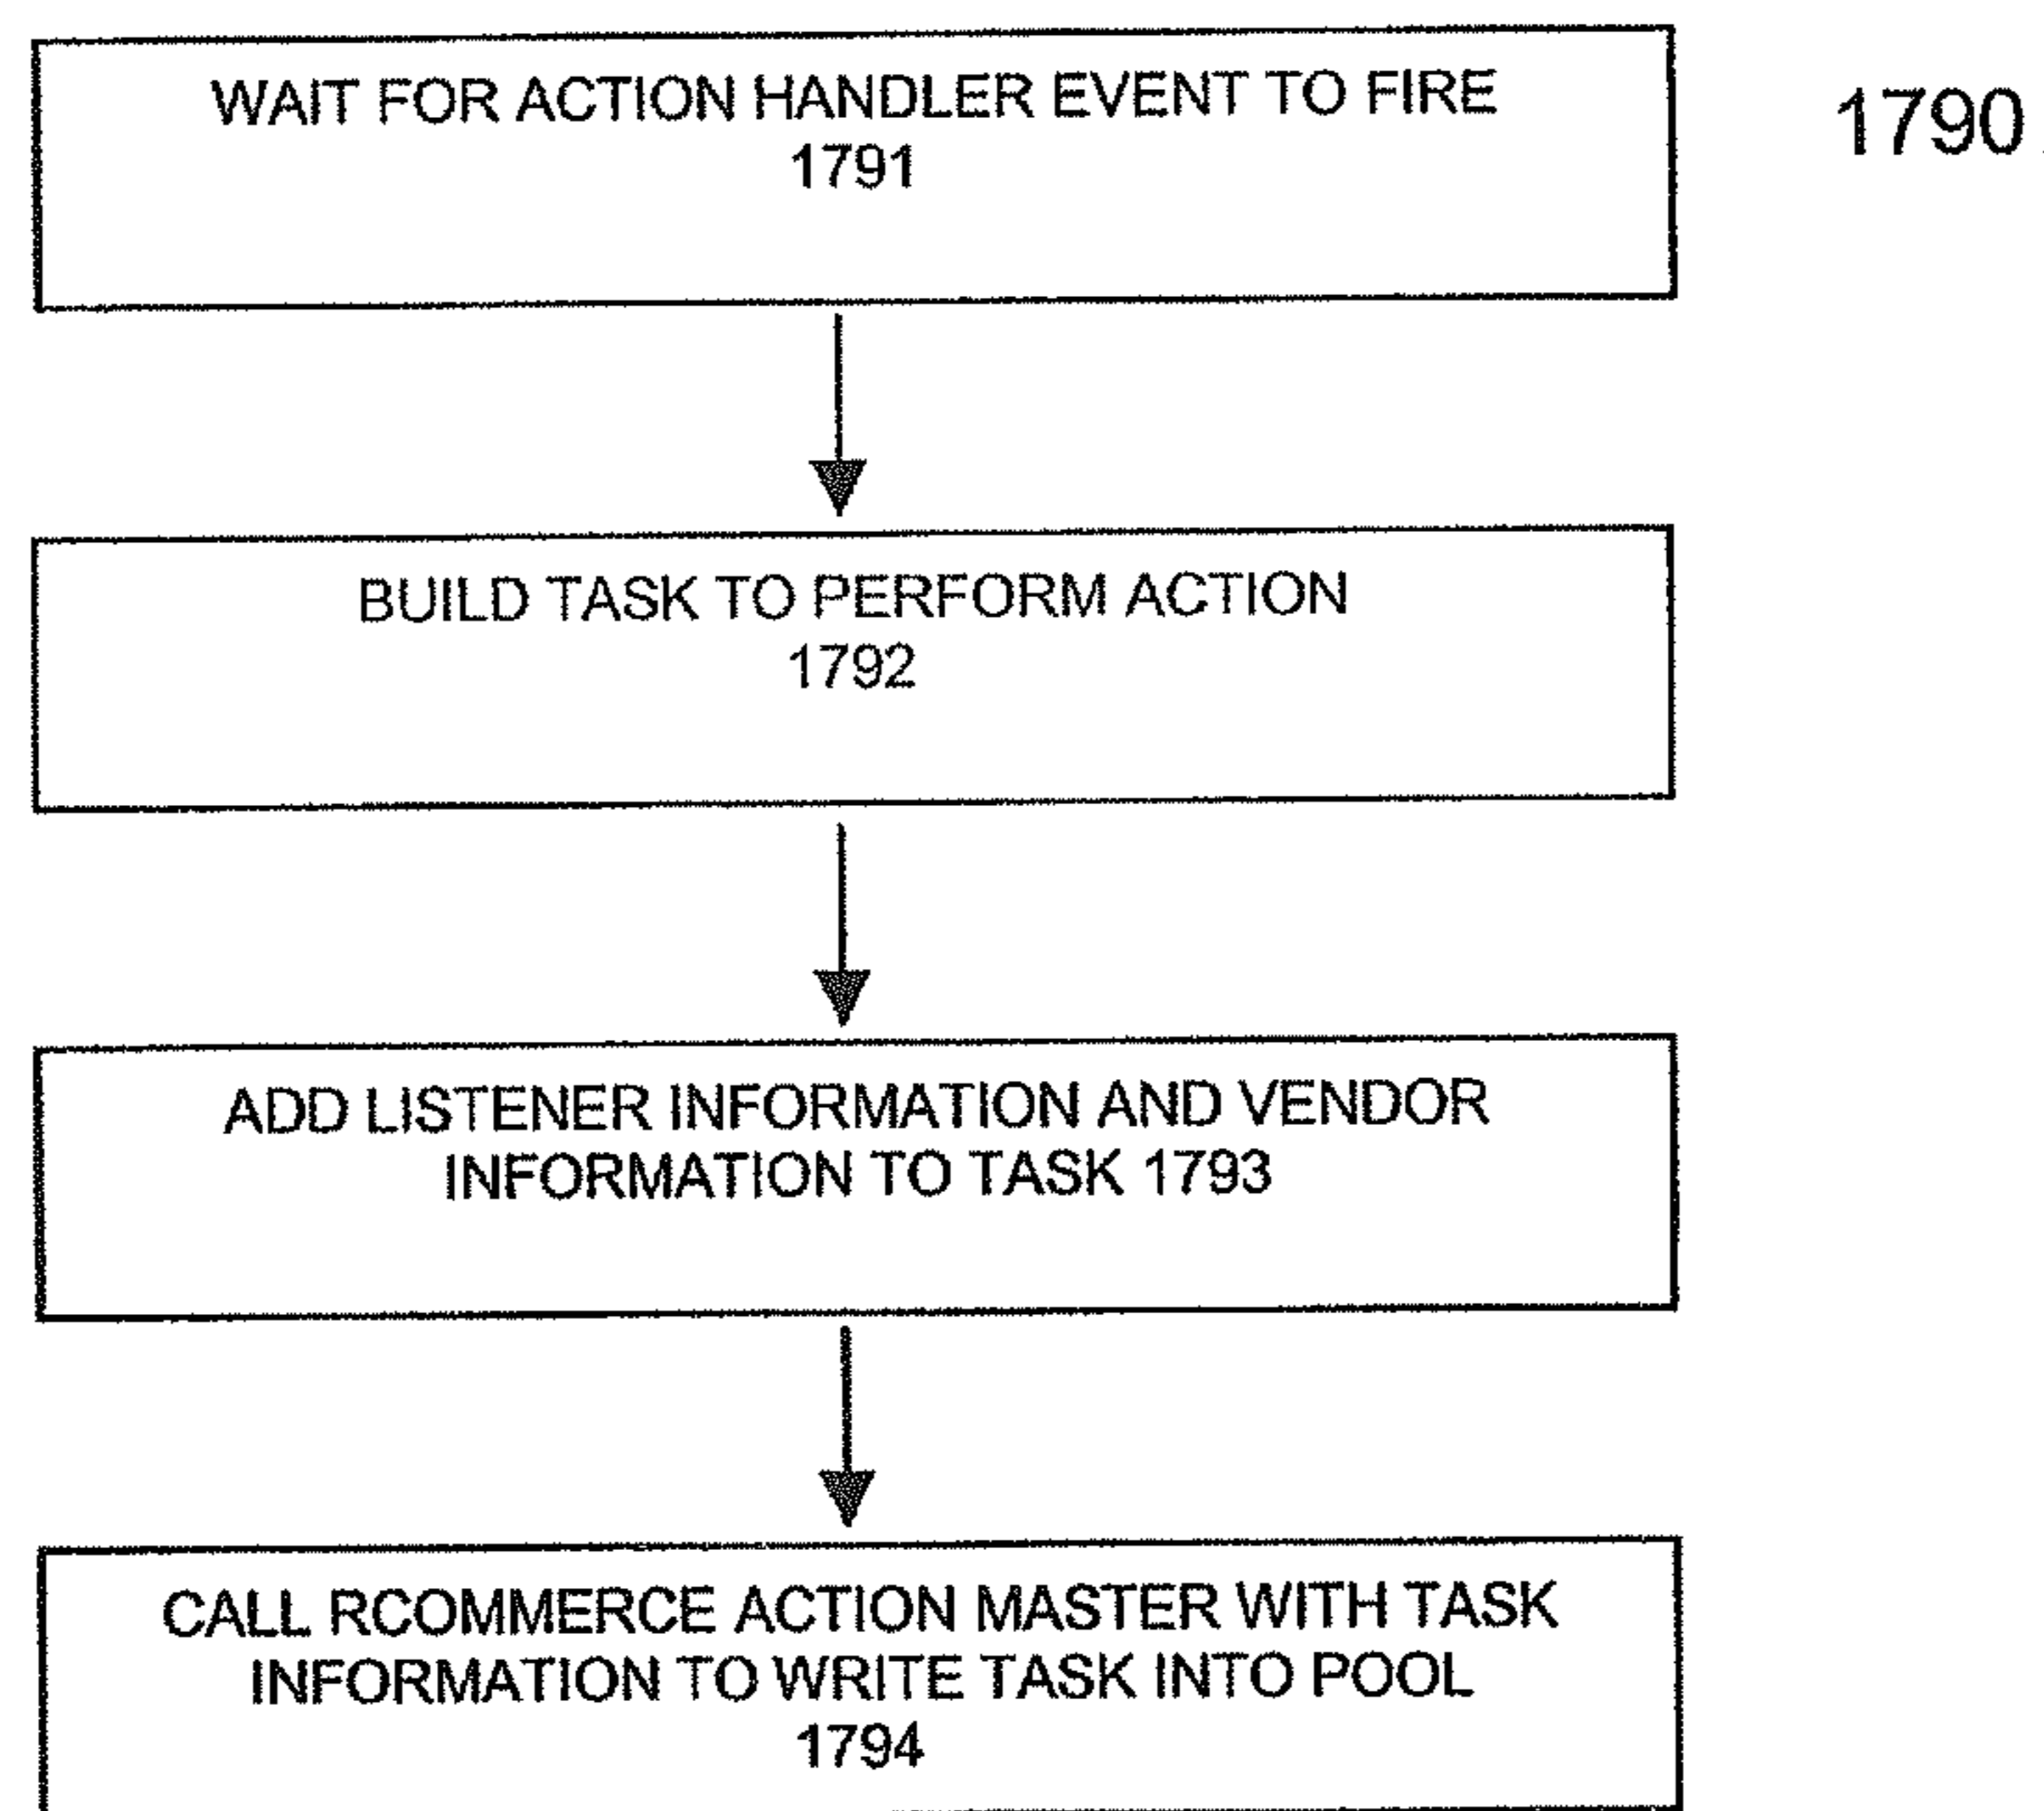 WAIT FOR ACTION HANDLER EVENT TO FIRE
1791
1790
BUILD TASK TO PERFORM ACTION
1792
ADD LISTENER INFORMATION AND VENDOR
INFORMATION TO TASK 1793
CALL RCOMMERCE ACTION MASTER WITH TASK
INFORMATION TO WRITE TASK INTO POOL
1794